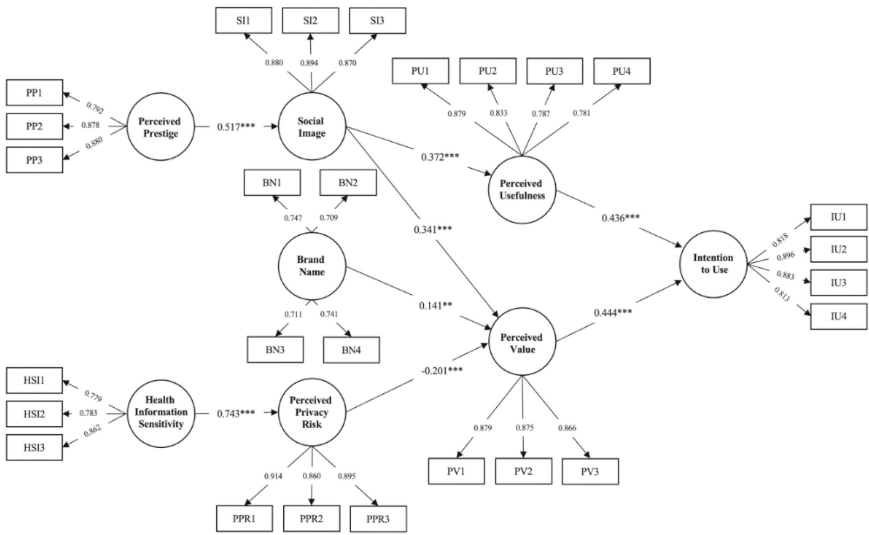 SI1
SI2
SI3
0.880
0.894
0.870
PU1
PU2
PU3
PU4
0.879
0.833
0.787
0.781
PP1
PP2
PP3
0.792
0.878
0.880
Perceived
Prestige
0.517***
Social
Image
0.372***
Perceived
Usefulness
BN1
BN2
0.747
0.709
0.341***
0.436***
Brand
Name
0.711
0.741
BN3
BN4
0.141**
Intention
to Use
0.818
0.896
0.883
0.813
IU1
IU2
IU3
IU4
Perceived
Value
0.444***
-0.201***
HSI1
HSI2
HSI3
0.779
0.783
0.862
Health
Information
Sensitivity
0.743***
Perceived
Privacy
Risk
0.879
0.875
0.866
PV1
PV2
PV3
0.914
0.860
0.895
PPR1
PPR2
PPR3